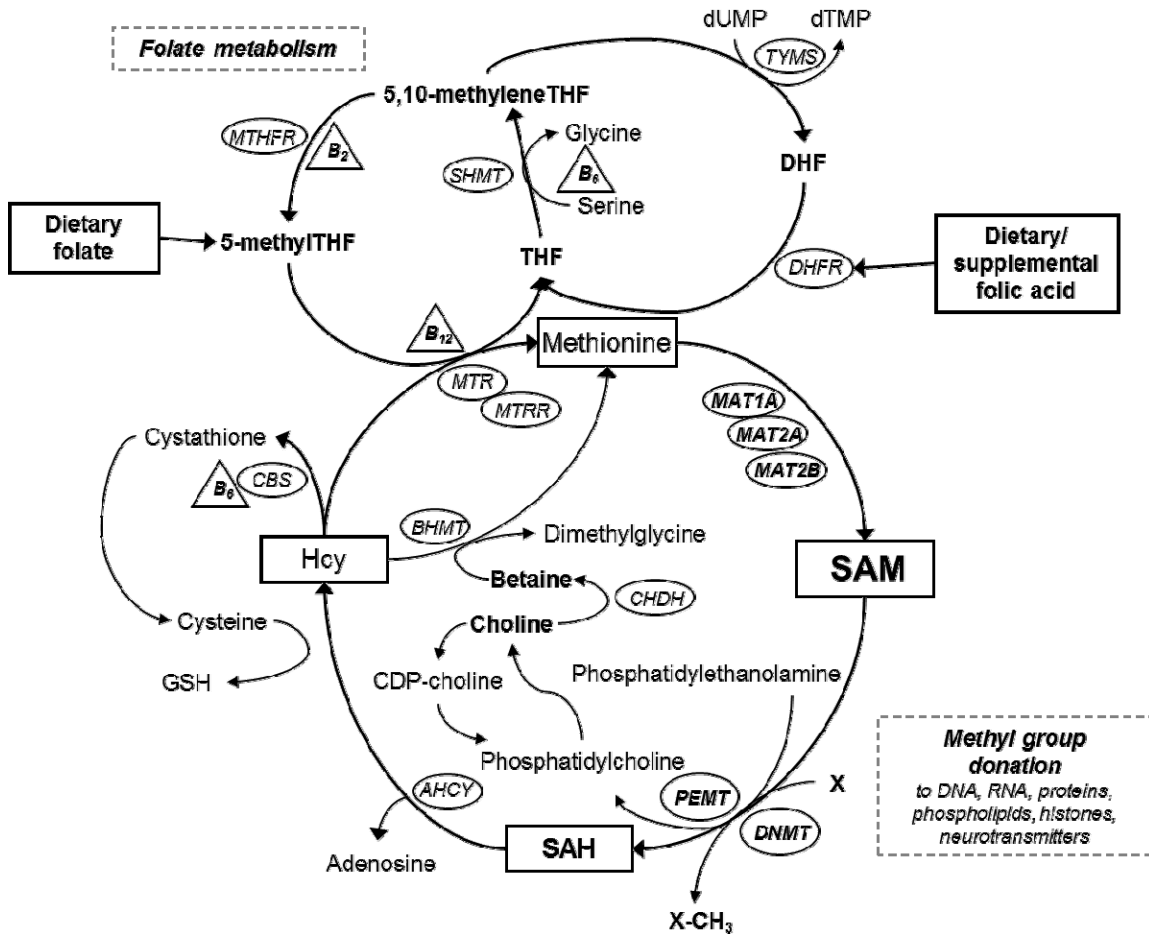 dUMP
dTMP
Folate metabolism
TYMS
5,10-methyleneTHF
MTHFR
B2
Glycine
SHMT
B6
Serine
DHF
Dietary
folate
5-methylTHF
THF
DHFR
Dietary/
supplemental
folic acid
B12
Methionine
MTR
MTRR
MAT1A
MAT2A
MAT2B
Cystathione
B6
CBS
BHMT
Hcy
Dimethylglycine
SAM
Betaine
CHDH
Choline
Cysteine
GSH
CDP-choline
Phosphatidylethanolamine
Phosphatidylcholine
Methyl group
donation
to DNA, RNA, proteins,
phospholipids, histones,
neurotransmitters
AHCY
PEMT
X
DNMT
SAH
Adenosine
X-CH₃